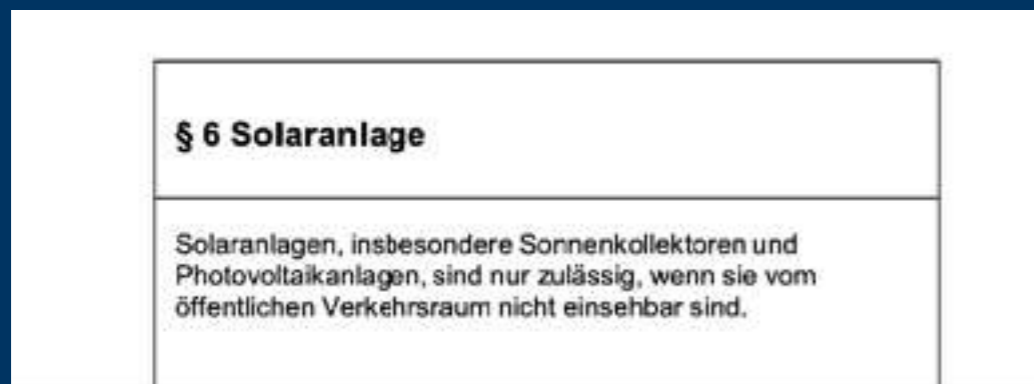 § 6 Solaranlage
Solaranlagen, insbesondere Sonnenkollektoren und
Photovoltaikanlagen, sind nur zulässig, wenn sie vom
öffentlichen Verkehrsraum nicht einsehbar sind.